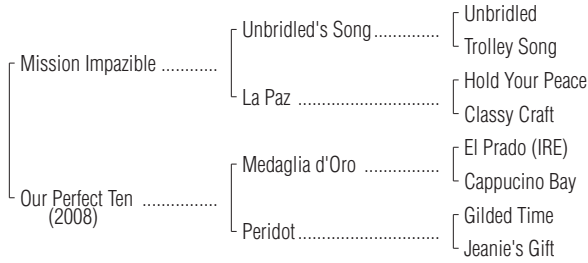 Unbridled
Unbridled's Song ...............
Trolley Song
Mission Impazible ............
Hold Your Peace
La Paz .................................
Classy Craft
El Prado (IRE)
Medaglia d'Oro .................
Cappucino Bay
Our Perfect Ten .................
(2008)
Gilded Time
Peridot .................................
Jeanie's Gift